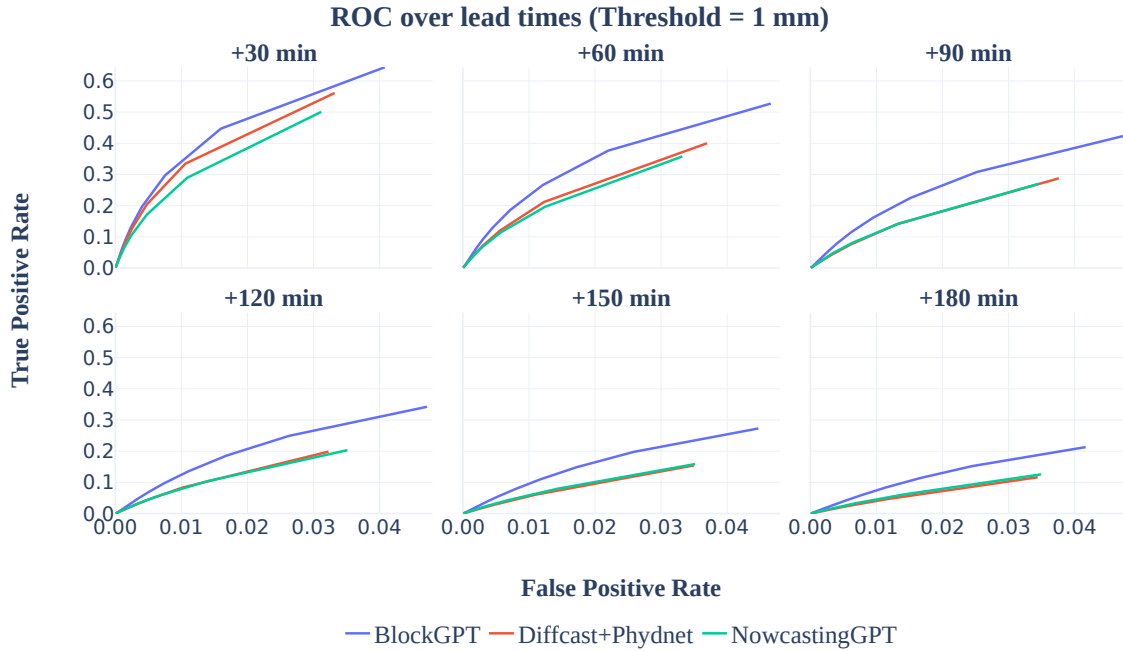 ROC over lead times (Threshold = 1 mm)
+30 min +60 min +90 min
0.6
0.5
0.4
0.3
0.2
0.1
0.0
True Positive Rate
+120 min +150 min +180 min
0.6
0.5
0.4
0.3
0.2
0.1
0.0
0.00 0.01 0.02 0.03 0.04 0.00 0.01 0.02 0.03 0.04 0.00 0.01 0.02 0.03 0.04
False Positive Rate
BlockGPT Diffcast+Phydnet NowcastingGPT